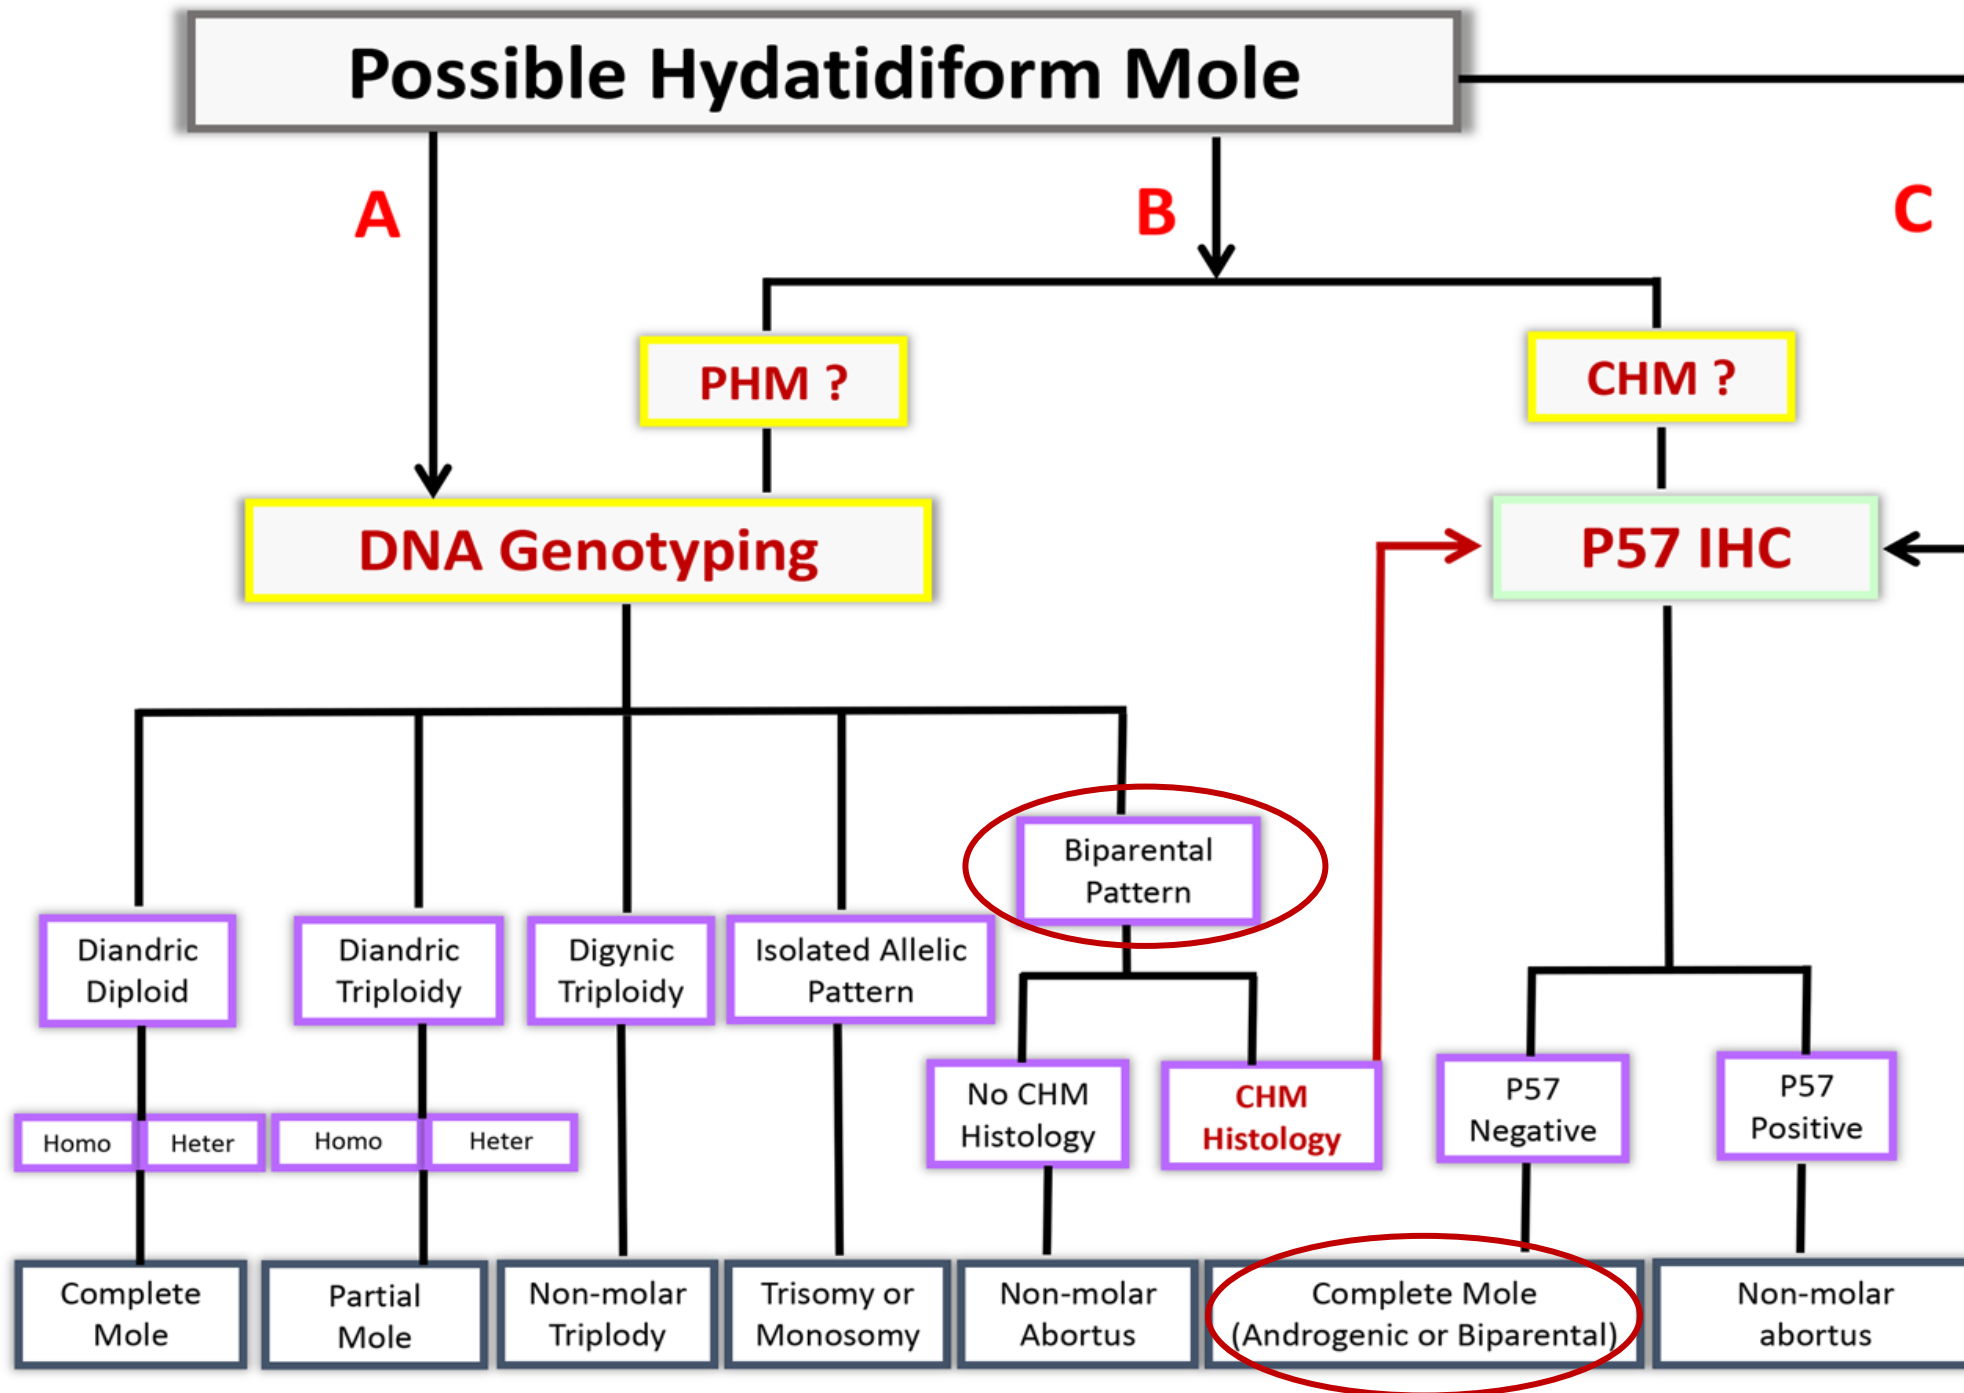 Possible Hydatidiform Mole
A
B
C
PHM ?
CHM ?
DNA Genotyping
P57 IHC
Biparental
Pattern
Diandric
Diploid
Diandric
Triploidy
Digynic
Triploidy
Isolated Allelic
Pattern
No CHM
Histology
CHM
Histology
P57
Negative
P57
Positive
Homo
Heter
Homo
Heter
Complete
Mole
Partial
Mole
Non-molar
Triplody
Trisomy or
Monosomy
Non-molar
Abortus
Complete Mole
(Androgenic or Biparental)
Non-molar
abortus